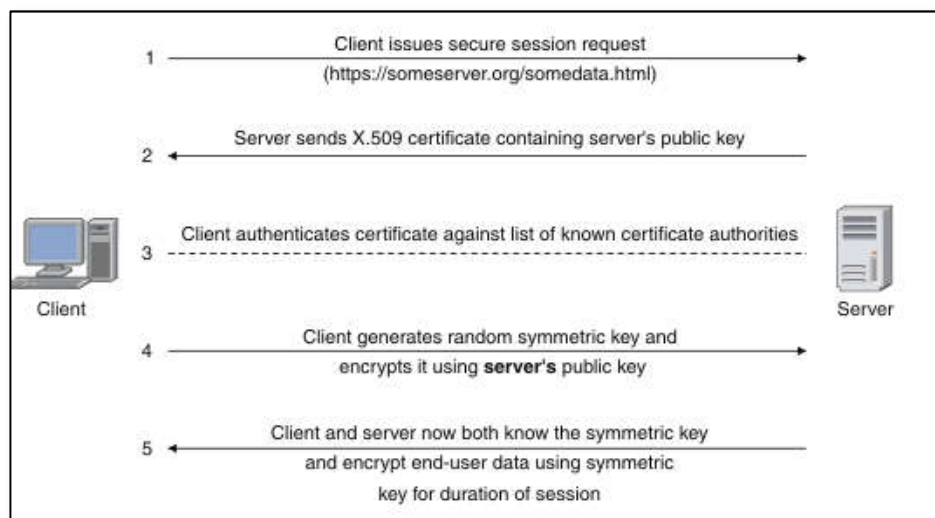 1
Client issues secure session request
(https://someserver.org/somedata.html)
2
Server sends X.509 certificate containing server's public key
3
Client authenticates certificate against list of known certificate authorities
Client
Server
4
Client generates random symmetric key and
encrypts it using server's public key
5
Client and server now both know the symmetric key
and encrypt end-user data using symmetric
key for duration of session